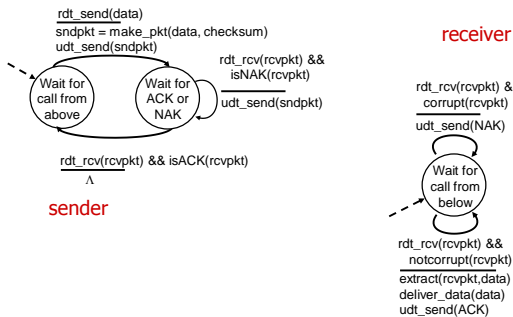 rdt_send(data)
sndpkt = make_pkt(data, checksum)
udt_send(sndpkt)
Wait for
call from
above
Wait for
ACK or
NAK
rdt_rcv(rcvpkt) &&
isNAK(rcvpkt)
udt_send(sndpkt)
rdt_rcv(rcvpkt) && isACK(rcvpkt)
Λ
sender
receiver
rdt_rcv(rcvpkt) &
corrupt(rcvpkt)
udt_send(NAK)
Wait for
call from
below
rdt_rcv(rcvpkt) &&
notcorrupt(rcvpkt)
extract(rcvpkt,data)
deliver_data(data)
udt_send(ACK)